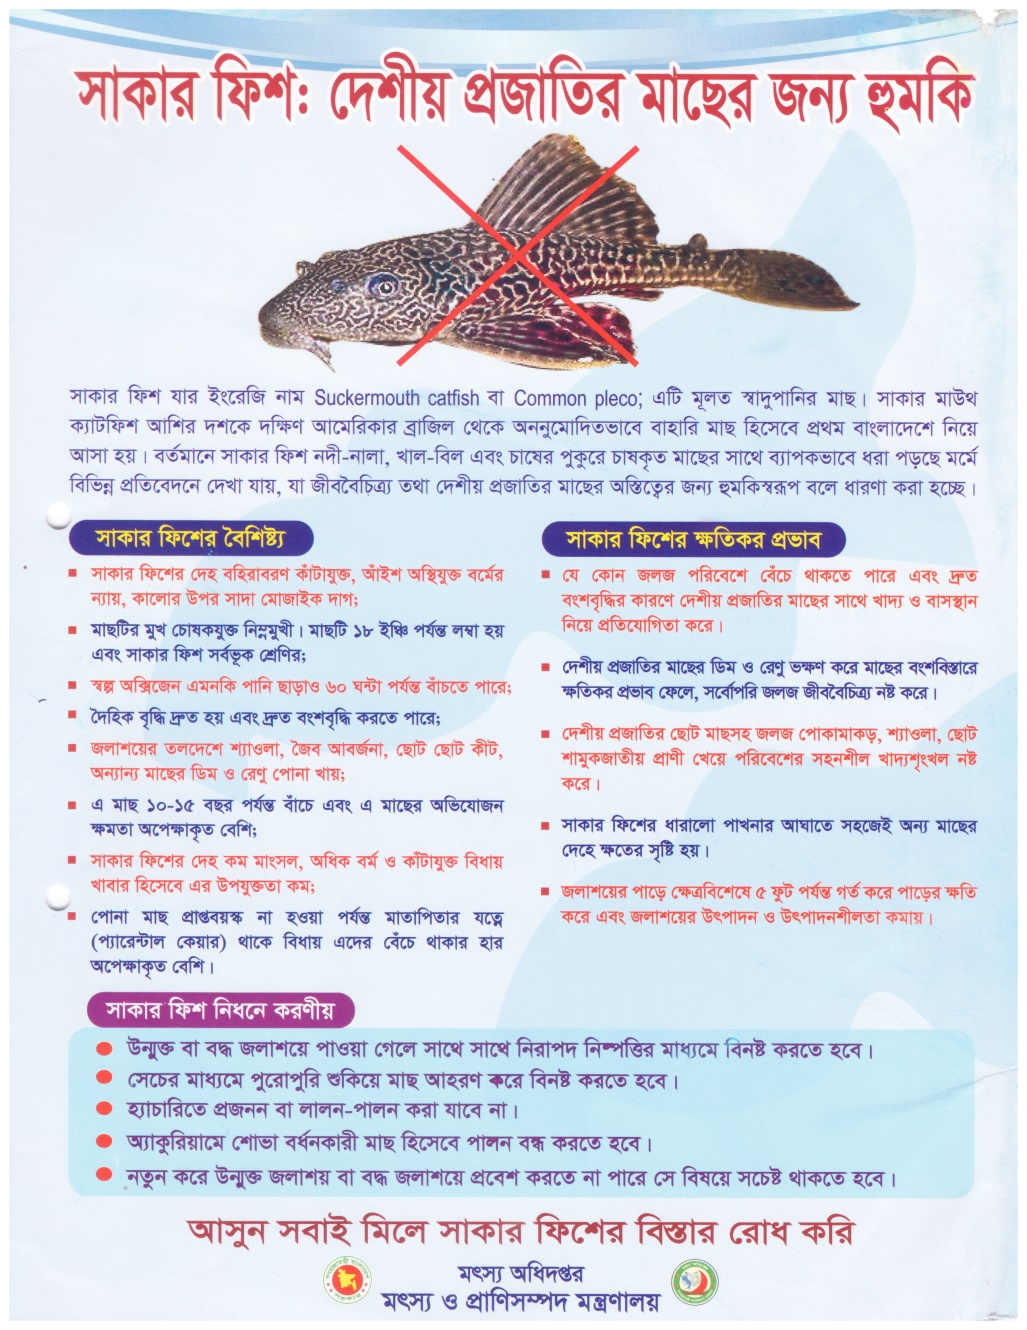 সাকার ফিশ: দেশীয় প্রজাতির মাছের জন্য হুমকি
সাকার ফিশ যার ইংরেজি নাম Suckermouth catfish বা Common pleco; এটি মূলত স্বাদুপানির মাছ। সাকার মাউথ
ক্যাটফিশ আশির দশকে দক্ষিণ আমেরিকার ব্রাজিল থেকে অননুমোদিতভাবে বাহারি মাছ হিসেবে প্রথম বাংলাদেশে নিয়ে
আসা হয়। বর্তমানে সাকার ফিশ নদী-নালা, খাল-বিল এবং চাষের পুকুরে চাষকৃত মাছের সাথে ব্যাপকভাবে ধরা পড়ছে মর্মে
বিভিন্ন প্রতিবেদনে দেখা যায়, যা জীববৈচিত্র্য তথা দেশীয় প্রজাতির মাছের অস্তিত্বের জন্য হুমকিস্বরূপ বলে ধারণা করা হচ্ছে।
সাকার ফিশের বৈশিষ্ট্য
সাকার ফিশের দেহ বহিরাবরণ কাঁটাযুক্ত, আঁইশ অস্থিযুক্ত বর্মের
ন্যায়, কালোর উপর সাদা মোজাইক দাগ;
মাছটির মুখ চোষকযুক্ত নিম্নমুখী। মাছটি ১৮ ইঞ্চি পর্যন্ত লম্বা হয়
এবং সাকার ফিশ সর্বভূক শ্রেণির;
স্বল্প অক্সিজেন এমনকি পানি ছাড়াও ৬০ ঘন্টা পর্যন্ত বাঁচতে পারে;
দৈহিক বৃদ্ধি দ্রুত হয় এবং দ্রুত বংশবৃদ্ধি করতে পারে;
জলাশয়ের তলদেশে শ্যাওলা, জৈব আবর্জনা, ছোট ছোট কীট,
অন্যান্য মাছের ডিম ও রেণু পোনা খায়;
এ মাছ ১০-১৫ বছর পর্যন্ত বাঁচে এবং এ মাছের অভিযোজন
ক্ষমতা অপেক্ষাকৃত বেশি;
সাকার ফিশের দেহ কম মাংসল, অধিক বর্ম ও কাঁটাযুক্ত বিধায়
খাবার হিসেবে এর উপযুক্ততা কম;
পোনা মাছ প্রাপ্তবয়স্ক না হওয়া পর্যন্ত মাতাপিতার যত্নে
(প্যারেন্টাল কেয়ার) থাকে বিধায় এদের বেঁচে থাকার হার
অপেক্ষাকৃত বেশি।
সাকার ফিশের ক্ষতিকর প্রভাব
যে কোন জলজ পরিবেশে বেঁচে থাকতে পারে এবং দ্রুত
বংশবৃদ্ধির কারণে দেশীয় প্রজাতির মাছের সাথে খাদ্য ও বাসস্থান
নিয়ে প্রতিযোগিতা করে।
দেশীয় প্রজাতির মাছের ডিম ও রেণু ভক্ষণ করে মাছের বংশবিস্তারে
ক্ষতিকর প্রভাব ফেলে, সর্বোপরি জলজ জীববৈচিত্র্য নষ্ট করে।
দেশীয় প্রজাতির ছোট মাছসহ জলজ পোকামাকড়, শ্যাওলা, ছোট
শামুকজাতীয় প্রাণী খেয়ে পরিবেশের সহনশীল খাদ্যশৃংখল নষ্ট
করে।
সাকার ফিশের ধারালো পাখনার আঘাতে সহজেই অন্য মাছের
দেহে ক্ষতের সৃষ্টি হয়।
জলাশয়ের পাড়ে ক্ষেত্রবিশেষে ৫ ফুট পর্যন্ত গর্ত করে পাড়ের ক্ষতি
করে এবং জলাশয়ের উৎপাদন ও উৎপাদনশীলতা কমায়।
সাকার ফিশ নিধনে করণীয়
উন্মুক্ত বা বদ্ধ জলাশয়ে পাওয়া গেলে সাথে সাথে নিরাপদ নিষ্পত্তির মাধ্যমে বিনষ্ট করতে হবে।
সেচের মাধ্যমে পুরোপুরি শুকিয়ে মাছ আহরণ করে বিনষ্ট করতে হবে।
হ্যাচারিতে প্রজনন বা লালন-পালন করা যাবে না।
অ্যাকুরিয়ামে শোভা বর্ধনকারী মাছ হিসেবে পালন বন্ধ করতে হবে।
নতুন করে উন্মুক্ত জলাশয় বা বদ্ধ জলাশয়ে প্রবেশ করতে না পারে সে বিষয়ে সচেষ্ট থাকতে হবে।
আসুন সবাই মিলে সাকার ফিশের বিস্তার রোধ করি
মৎস্য অধিদপ্তর
মৎস্য ও প্রাণিসম্পদ মন্ত্রণালয়